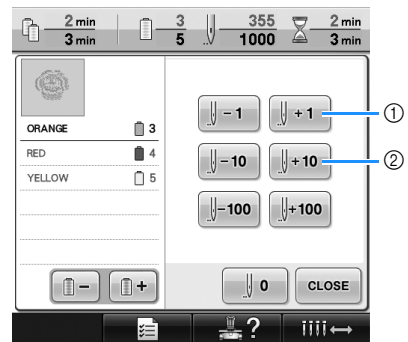 2 min 3 355 2 min
3 min 5 1000 3 min
-1 +1 ①
ORANGE 3
RED 4
-10 +10 ②
YELLOW 5
-100 +100
- + 0 CLOSE
?